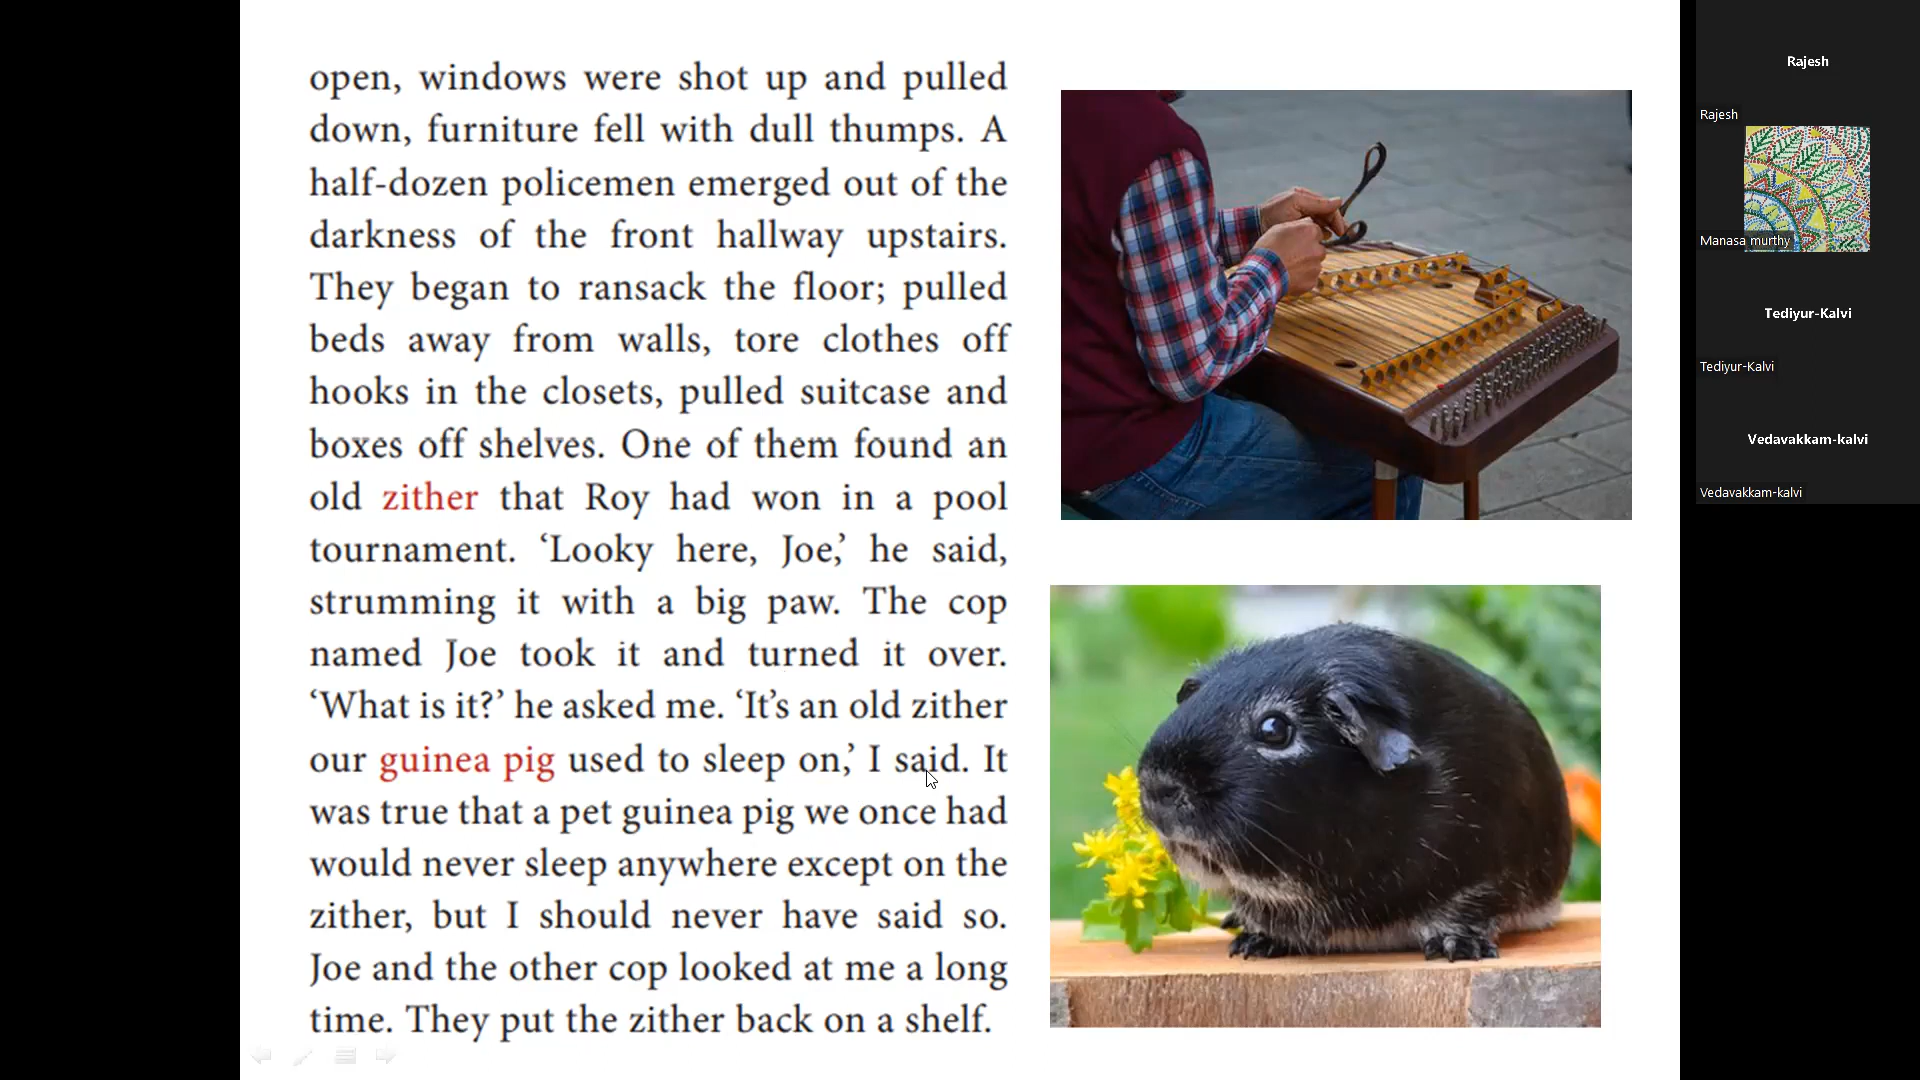 open, windows were shot up and pulled
down, furniture fell with dull thumps. A
half-dozen policemen emerged out of the
darkness of the front hallway upstairs.
They began to ransack the floor; pulled
beds away from walls, tore clothes off
hooks in the closets, pulled suitcase and
boxes off shelves. One of them found an
old zither that Roy had won in a pool
tournament. ‘Looky here, Joe,’ he said,
strumming it with a big paw. The cop
named Joe took it and turned it over.
‘What is it?’ he asked me. ‘It’s an old zither
our guinea pig used to sleep on,’ I said. It
was true that a pet guinea pig we once had
would never sleep anywhere except on the
zither, but I should never have said so.
Joe and the other cop looked at me a long
time. They put the zither back on a shelf.
Rajesh
Rajesh
Manasa murthy
Tediyur-Kalvi
Tediyur-Kalvi
Vedavakkam-kalvi
Vedavakkam-kalvi